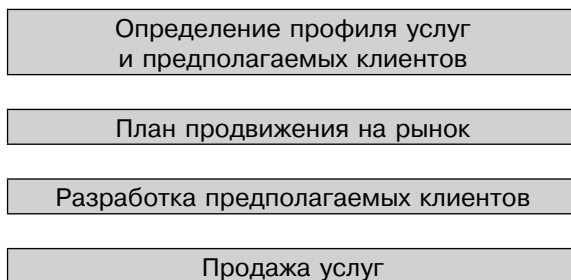 Определение профиля услуг
и предполагаемых клиентов
План продвижения на рынок
Разработка предполагаемых клиентов
Продажа услуг